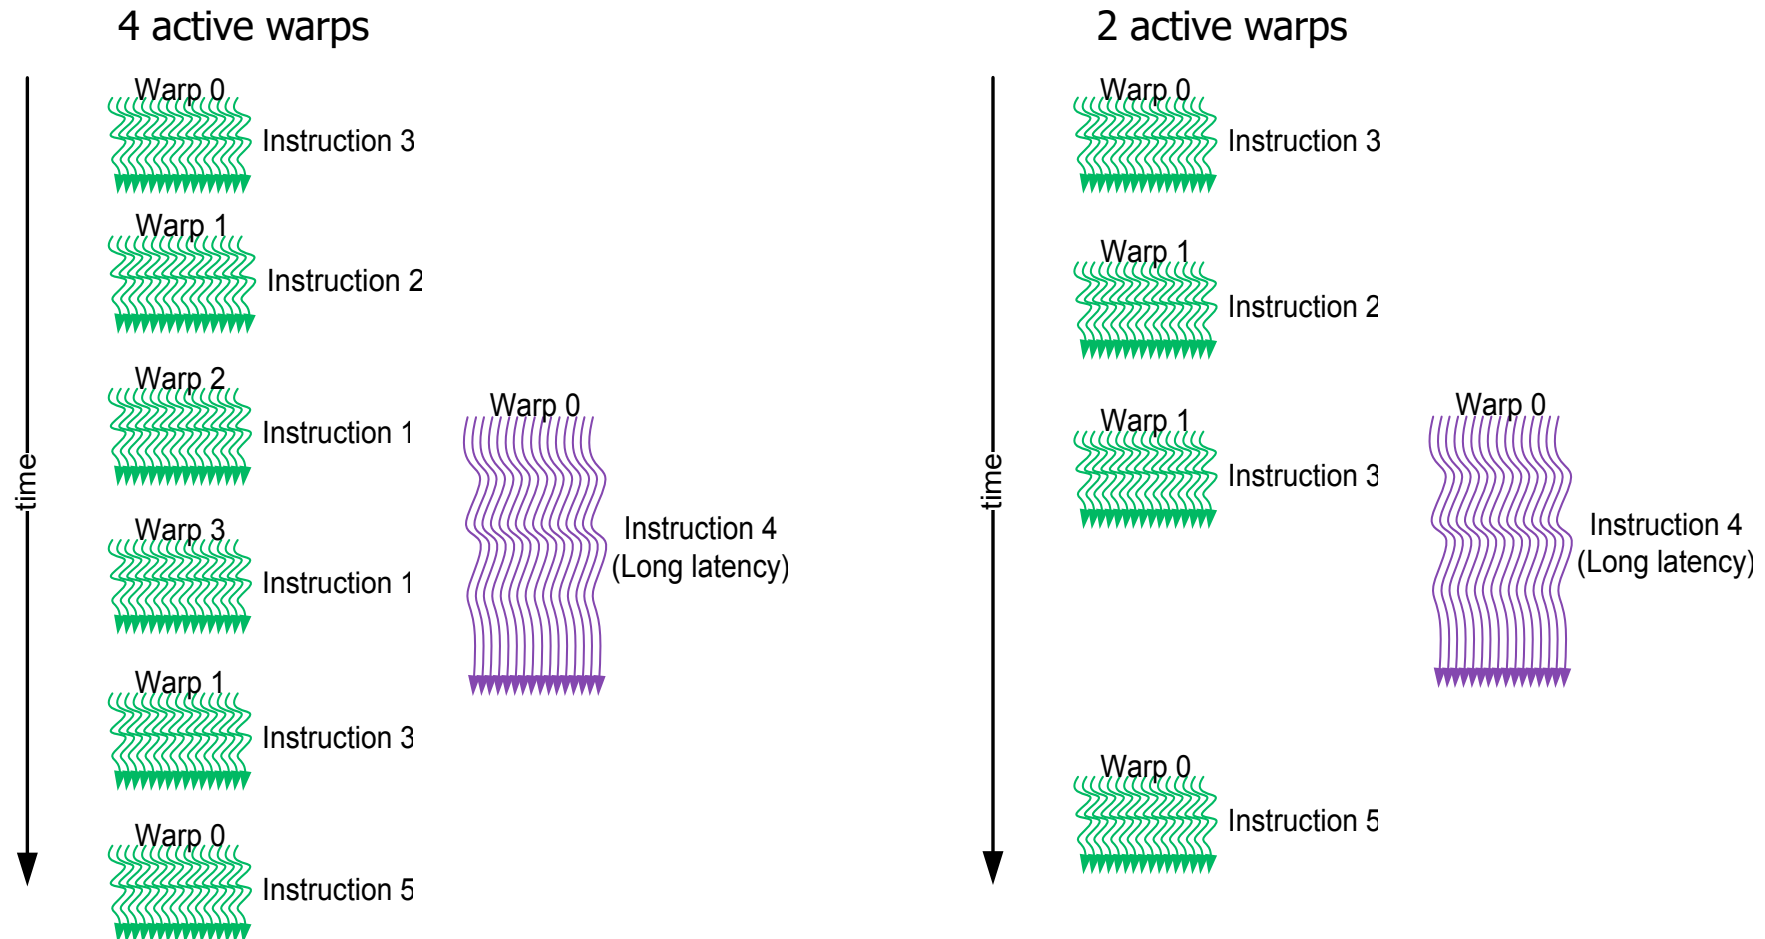 4 active warps
time
Warp 0
Instruction 3
Warp 1
Instruction 2
Warp 2
Instruction 1
Warp 0
Instruction 4
(Long latency)
Warp 3
Instruction 1
Warp 1
Instruction 3
Warp 0
Instruction 5
2 active warps
time
Warp 0
Instruction 3
Warp 1
Instruction 2
Warp 1
Instruction 3
Warp 0
Instruction 4
(Long latency)
Warp 0
Instruction 5